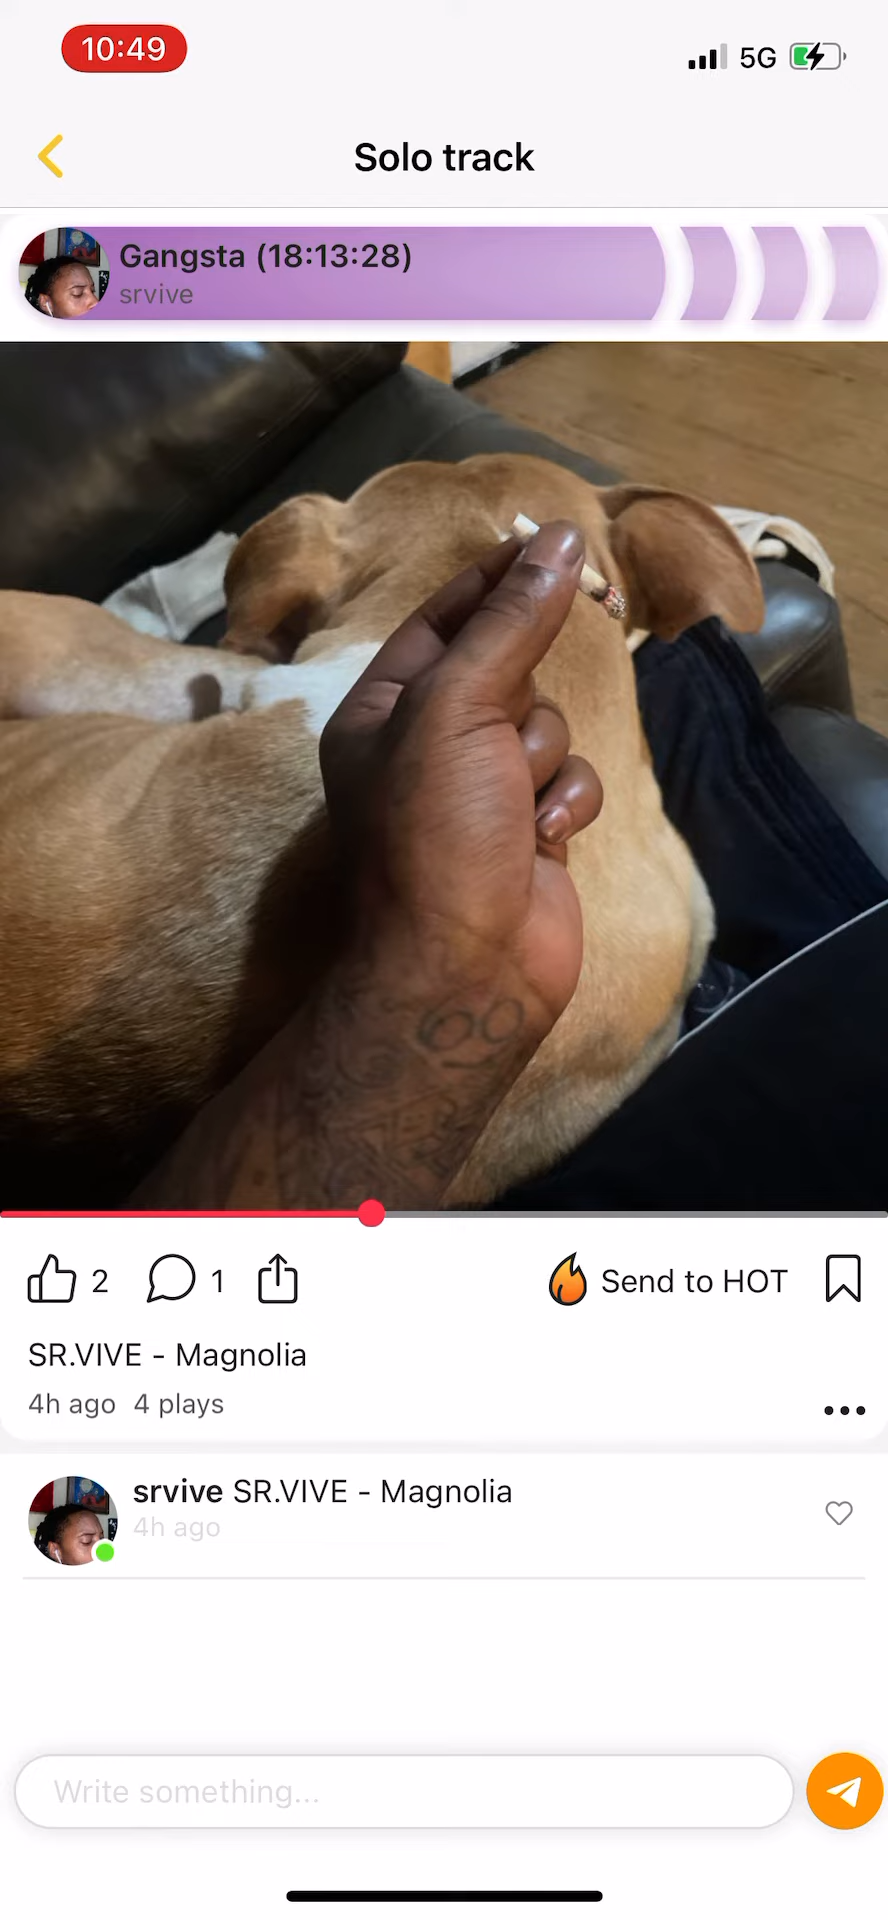 10:49
5G
Solo track
Gangsta (18:13:28)
srvive
2
1
Send to HOT
SR.VIVE - Magnolia
4h ago 4 plays
srvive SR.VIVE - Magnolia
4h ago
Write something...